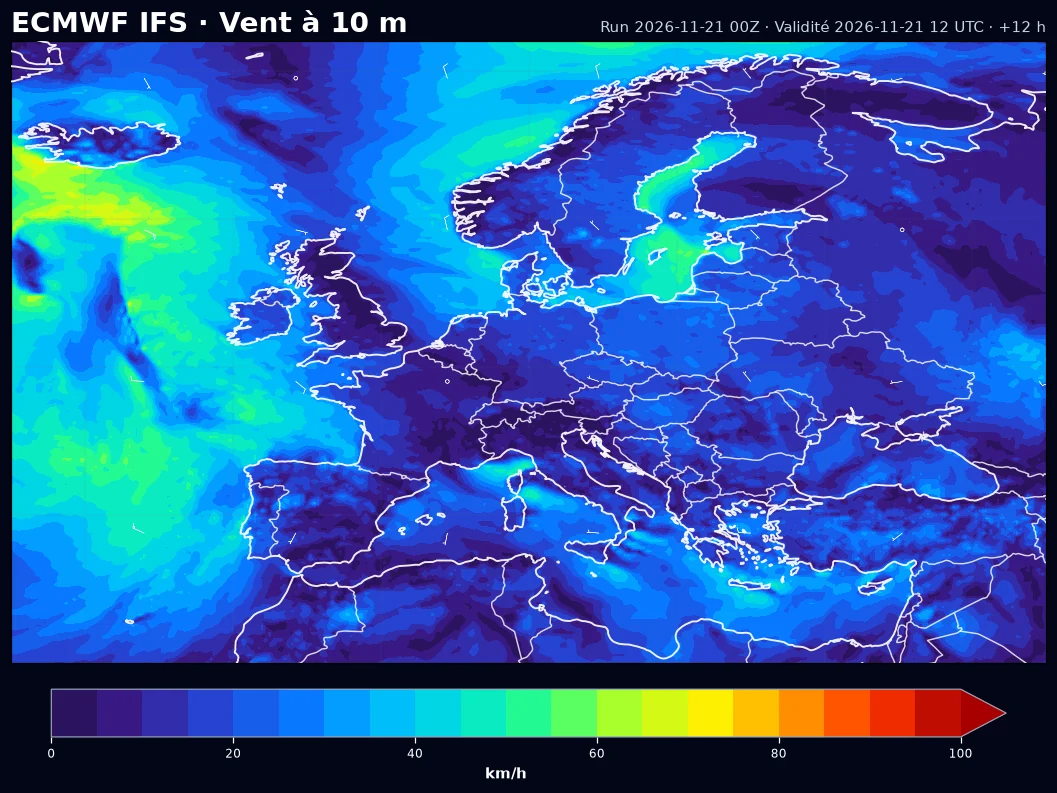 ECMWF IFS · Vent à 10 m
Run 2026-11-21 00Z · Validité 2026-11-21 12 UTC · +12 h
0 20 40 60 80 100
km/h